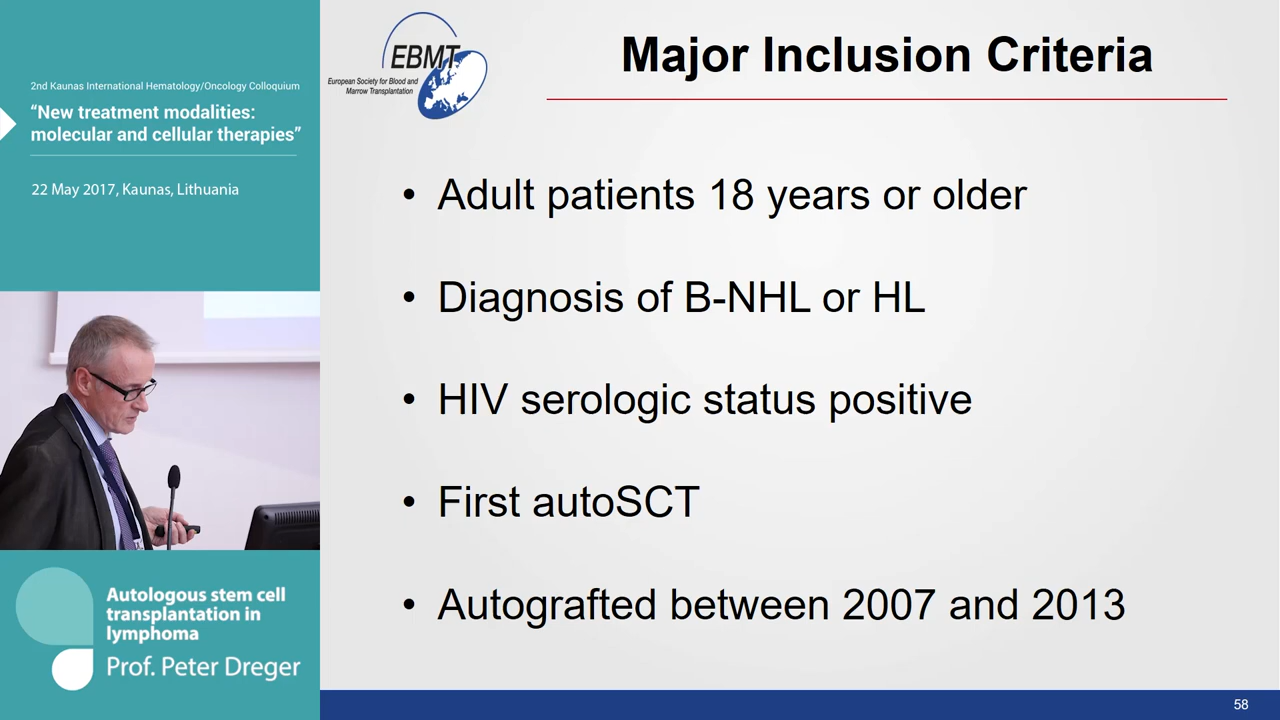 2nd Kaunas International Hematology/Oncology Colloquium
“New treatment modalities:
molecular and cellular therapies”
22 May 2017, Kaunas, Lithuania
Autologous stem cell
transplantation in
lymphoma
Prof. Peter Dreger
EBMT
European Society for Blood and
Marrow Transplantation
Major Inclusion Criteria
• Adult patients 18 years or older
• Diagnosis of B-NHL or HL
• HIV serologic status positive
• First autoSCT
• Autografted between 2007 and 2013
58